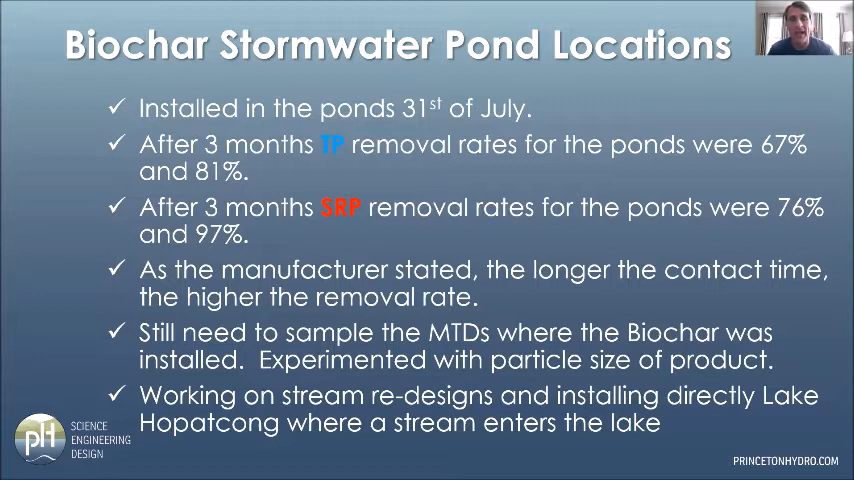 Biochar Stormwater Pond Locations
✓ Installed in the ponds 31st of July.
✓ After 3 months TP removal rates for the ponds were 67%
and 81%.
✓ After 3 months SRP removal rates for the ponds were 76%
and 97%.
✓ As the manufacturer stated, the longer the contact time,
the higher the removal rate.
✓ Still need to sample the MTDs where the Biochar was
installed.  Experimented with particle size of product.
✓ Working on stream re-designs and installing directly Lake
Hopatcong where a stream enters the lake
pH
SCIENCE
ENGINEERING
DESIGN
PRINCETONHYDRO.COM